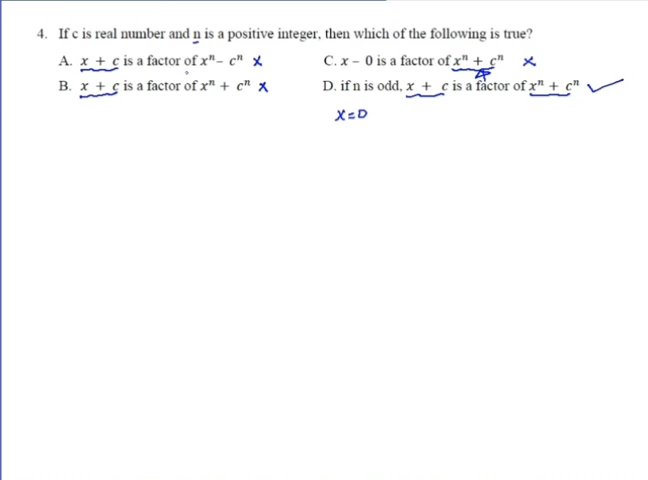 4. If c is real number and n is a positive integer, then which of the following is true?
A. x + c is a factor of xⁿ – cⁿ x
C. x – 0 is a factor of xⁿ + cⁿ x
B. x + c is a factor of xⁿ + cⁿ x
D. if n is odd, x + c is a factor of xⁿ + cⁿ ✓
x=0